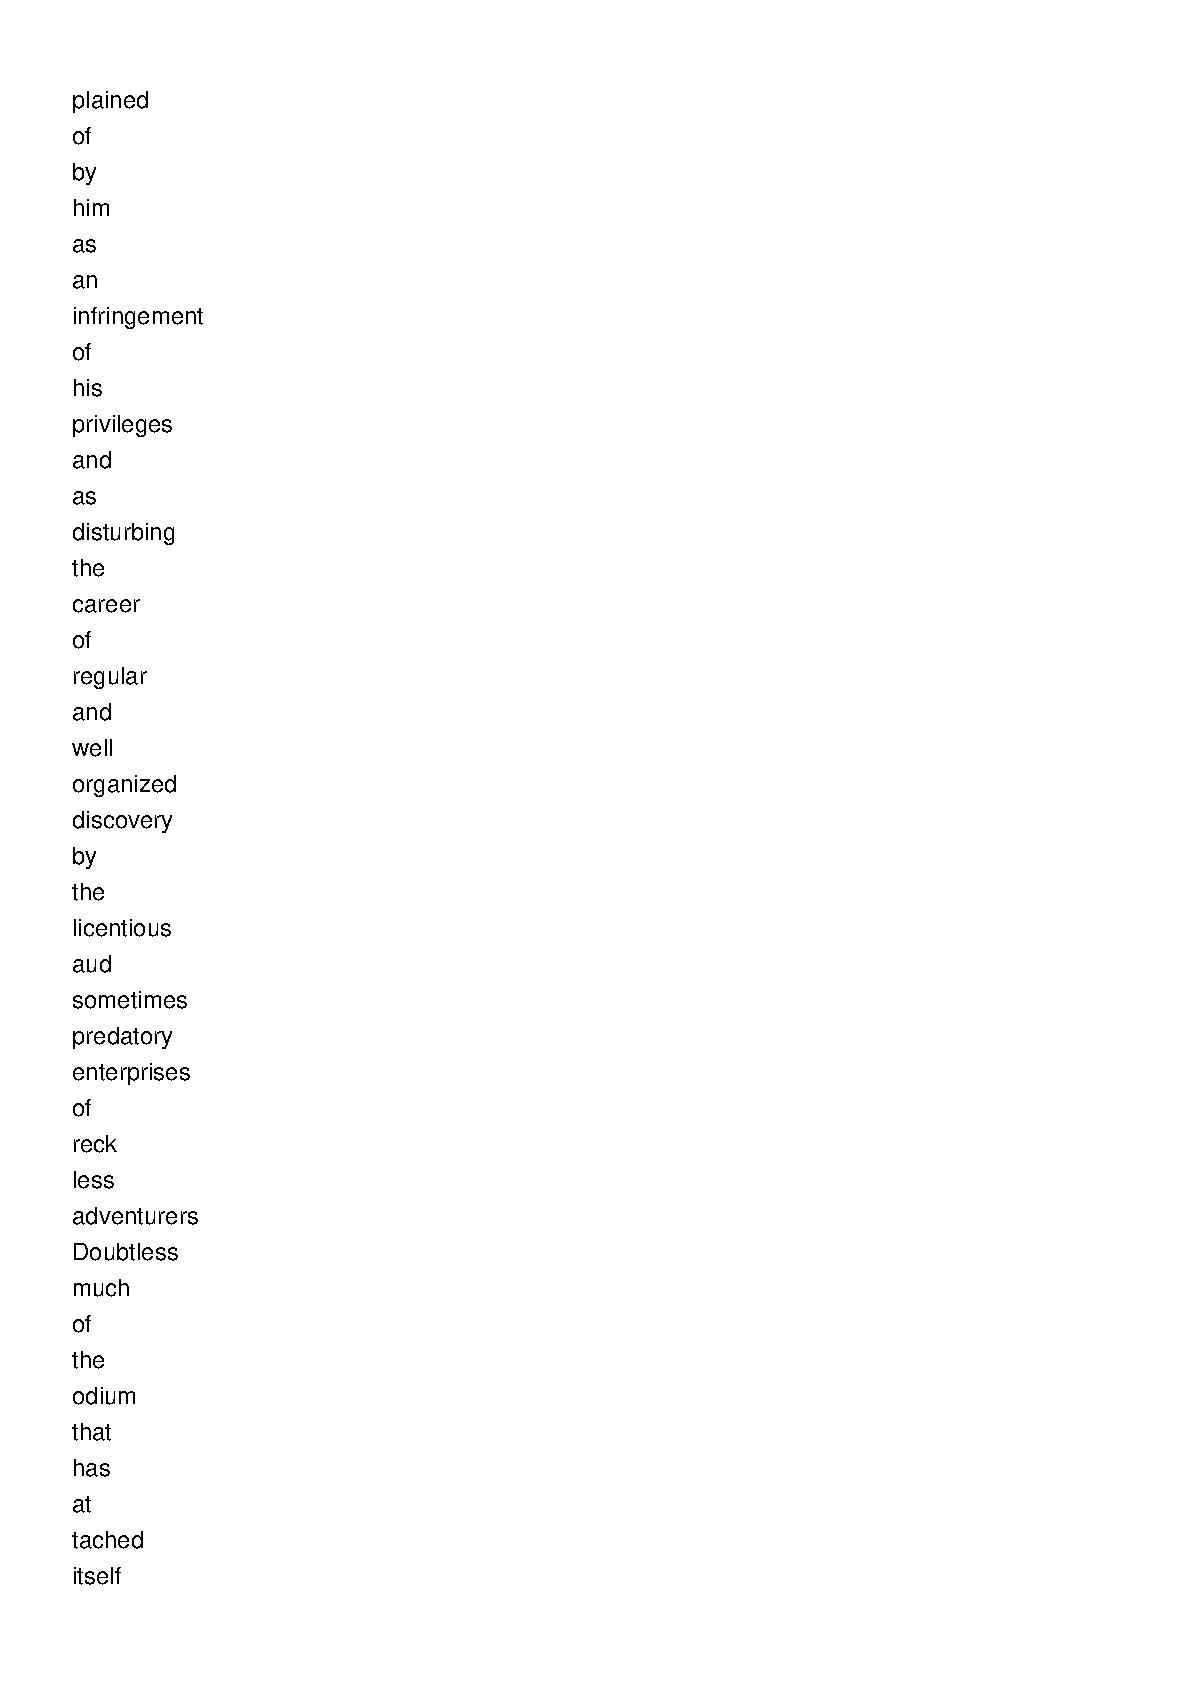 plained
of
by
him
as
an
infringement
of
his
privileges
and
as
disturbing
the
career
of
regular
and
well
organized
discovery
by
the
licentious
aud
sometimes
predatory
enterprises
of
reck
less
adventurers
Doubtless
much
of
the
odium
that
has
at
tached
itself